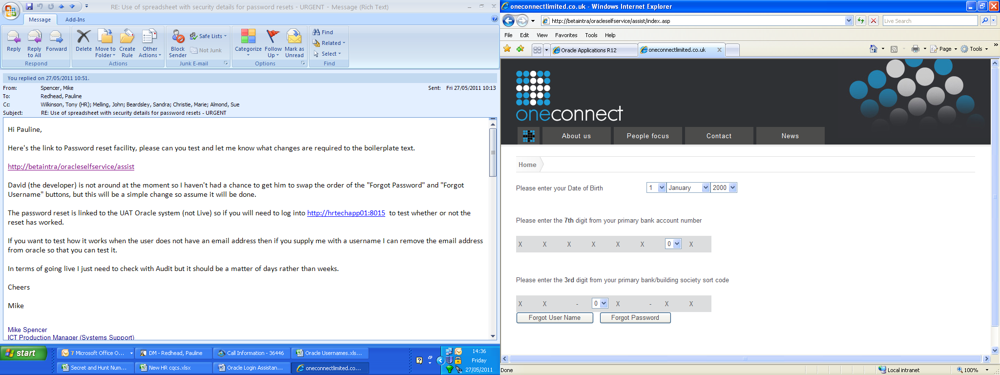 RE: Use of spreadsheet with security details for password resets - URGENT - Message (Rich Text)
Message
Add-Ins
Reply
Reply to All
Forward
Respond
Delete
Move to Folder
Create Rule
Other Actions
Actions
Block Sender
Safe Lists
Not Junk
Junk E-mail
Categorize
Follow Up
Mark as Unread
Options
Find
Related
Select
Find
You replied on 27/05/2011 10:51.
From: Spencer, Mike
Sent: Fri 27/05/2011 10:13
To: Redhead, Pauline
Cc: Wilkinson, Tony (HR); Melling, John; Beardsley, Sandra; Christie, Marie; Almond, Sue
Subject: RE: Use of spreadsheet with security details for password resets - URGENT
Hi Pauline,
Here's the link to Password reset facility, please can you test and let me know what changes are required to the boilerplate text.
http://betaintra/oracleselfservice/assist
David (the developer) is not around at the moment so I haven't had a chance to get him to swap the order of the "Forgot Password" and "Forgot
Username" buttons, but this will be a simple change so assume it will be done.
The password reset is linked to the UAT Oracle system (not Live) so if you will need to log into http://hrtechapp01:8015 to test whether or not the
reset has worked.
If you want to test how it works when the user does not have an email address then if you supply me with a username I can remove the email address
from oracle so that you can test it.
In terms of going live I just need to check with Audit but it should be a matter of days rather than weeks.
Cheers
Mike
Mike Spencer
ICT Production Manager (Systems Support)
start
7 Microsoft Office O...
DM - Redhead, Pauline
Call Information - 36446
Oracle Usernames.xls...
Secret and Hunt Num...
New HR cqcs.xlsx
Oracle Login Assistan...
oneconnectlimited.co...
14:36
Friday
27/05/2011
oneconnectlimited.co.uk - Windows Internet Explorer
http://betaintra/oracleselfservice/assist/index.asp
Live Search
File Edit View Favorites Tools Help
Oracle Applications R12
oneconnectlimited.co.uk
Page
Tools
oneconnect
About us
People focus
Contact
News
Home
Please enter your Date of Birth 1 January 2000
Please enter the 7th digit from your primary bank account number
X X X X X X 0 X
Please enter the 3rd digit from your primary bank/building society sort code
X X - 0 X - X X
Forgot User Name
Forgot Password
Done
Local intranet
100%